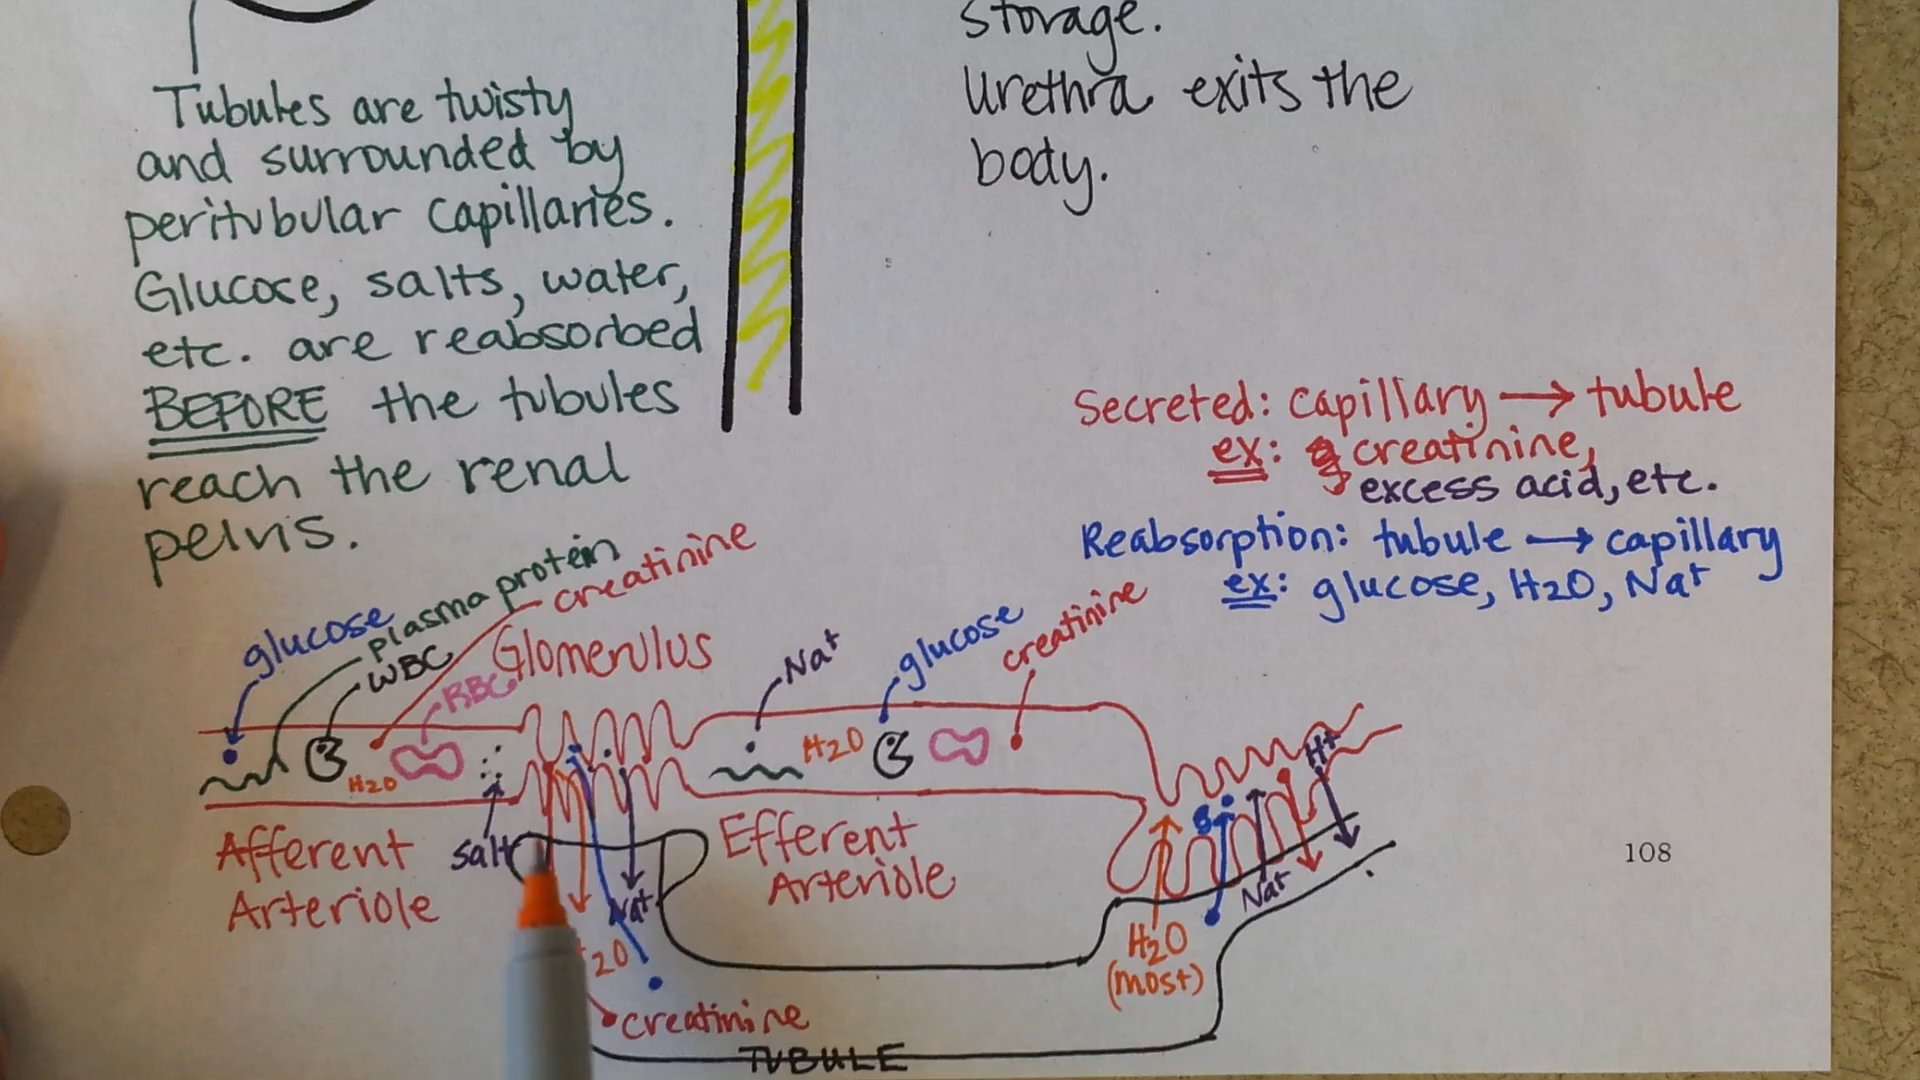 Tubules are twisty
and surrounded by
peritubular capillaries.
Glucose, salts, water,
etc. are reabsorbed
BEFORE the tubules
reach the renal
pelvis.
storage.
Urethra exits the
body.
Secreted: capillary → tubule
ex: creatinine,
excess acid, etc.
Reabsorption: tubule → capillary
ex: glucose, H2O, Na+
glucose
plasma protein
creatinine
WBC
RBC
Glomerulus
Na+
glucose
creatinine
H2O
H2O
H+
salt
Afferent
Arteriole
Efferent
Arteriole
Na+
Na+
H2O
(most)
20
creatinine
TUBULE
108